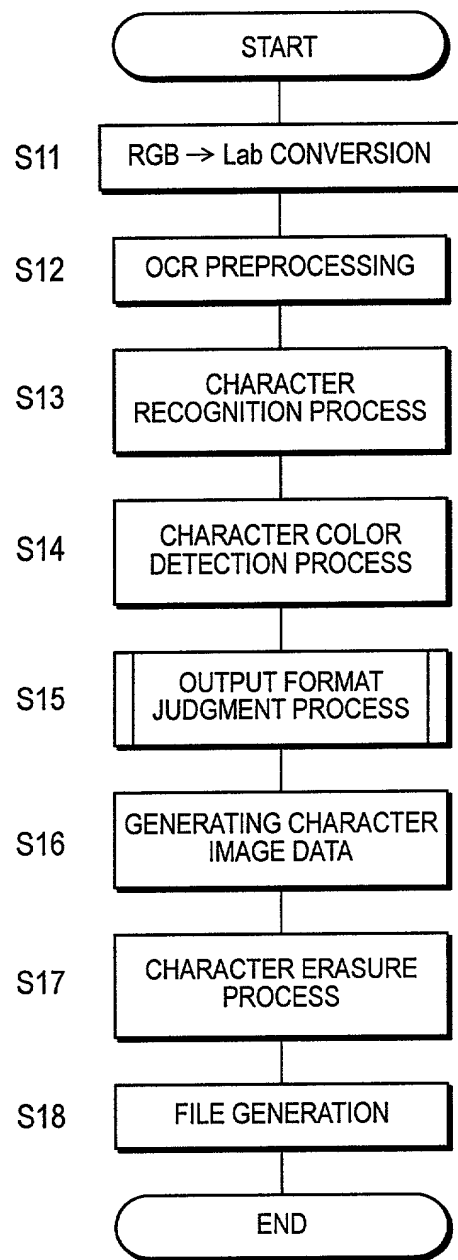 START
S11 RGB → Lab CONVERSION
S12 OCR PREPROCESSING
S13 CHARACTER
RECOGNITION PROCESS
S14 CHARACTER COLOR
DETECTION PROCESS
S15 OUTPUT FORMAT
JUDGMENT PROCESS
S16 GENERATING CHARACTER
IMAGE DATA
S17 CHARACTER ERASURE
PROCESS
S18 FILE GENERATION
END